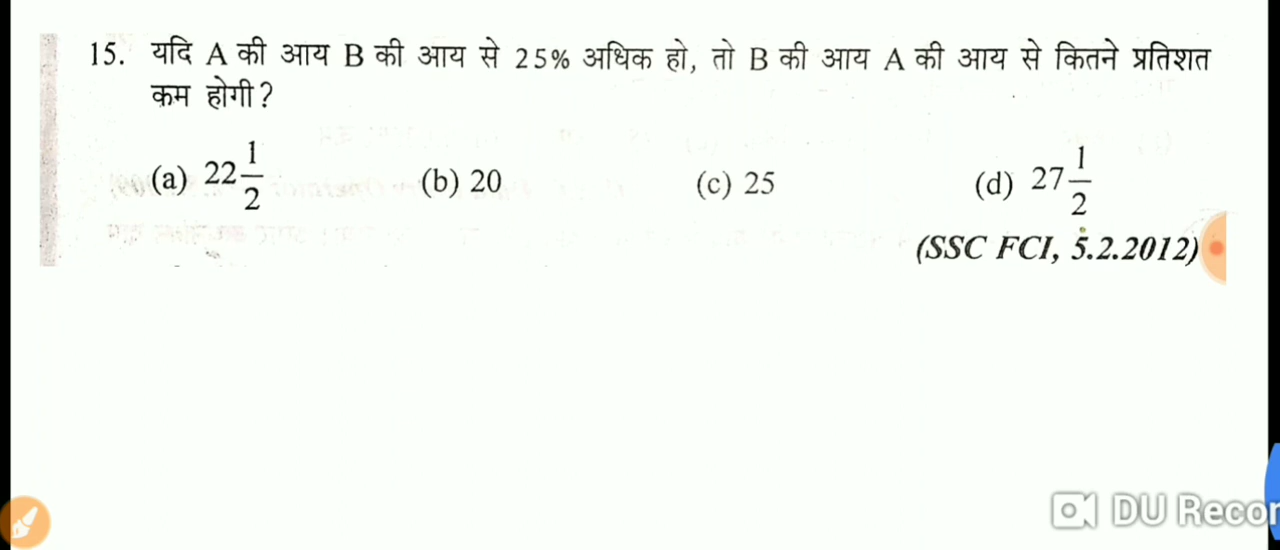 15. यदि A की आय B की आय से 25% अधिक हो, तो B की आय A की आय से कितने प्रतिशत
कम होगी?
(a) 22 1/2 (b) 20 (c) 25 (d) 27 1/2
(SSC FCI, 5.2.2012)
DU Recor